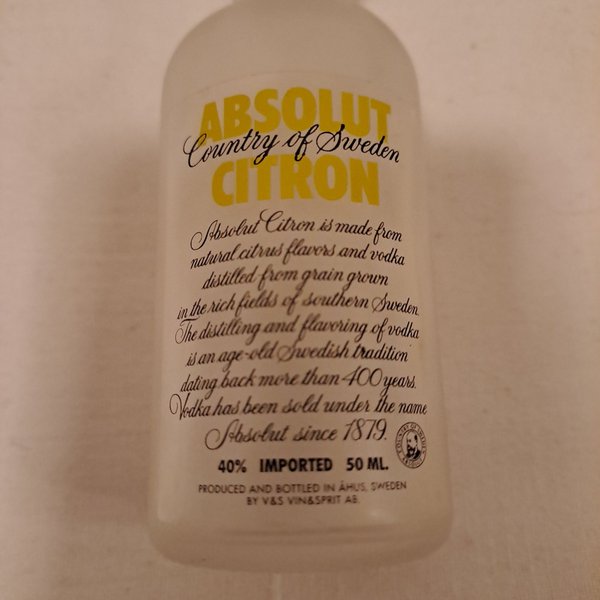 ABSOLUT
Country of Sweden
CITRON
Absolut Citron is made from
natural citrus flavors and vodka
distilled from grain grown
in the rich fields of southern Sweden.
The distilling and flavoring of vodka
is an age-old Swedish tradition
dating back more than 400 years.
Vodka has been sold under the name
Absolut since 1879.
40% IMPORTED 50 ML.
PRODUCED AND BOTTLED IN ÅHUS, SWEDEN
BY V&S VIN&SPRIT AB.